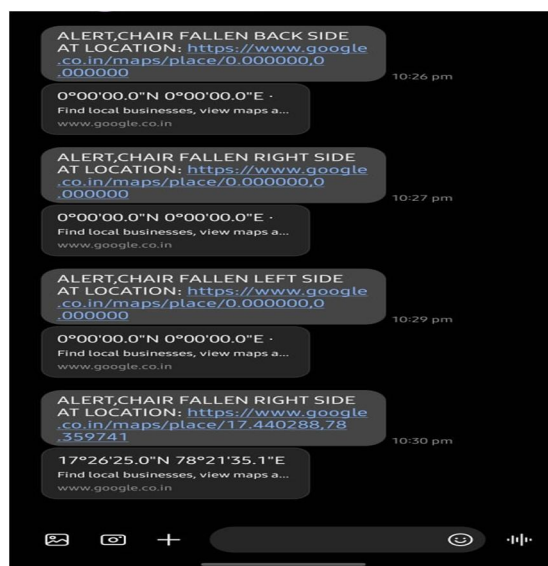 ALERT,CHAIR FALLEN BACK SIDE
AT LOCATION: https://www.google
.co.in/maps/place/0.000000,0
.000000
10:26 pm
0°00'00.0"N 0°00'00.0"E ·
Find local businesses, view maps a...
www.google.co.in
ALERT,CHAIR FALLEN RIGHT SIDE
AT LOCATION: https://www.google
.co.in/maps/place/0.000000,0
.000000
10:27 pm
0°00'00.0"N 0°00'00.0"E ·
Find local businesses, view maps a...
www.google.co.in
ALERT,CHAIR FALLEN LEFT SIDE
AT LOCATION: https://www.google
.co.in/maps/place/0.000000,0
.000000
10:29 pm
0°00'00.0"N 0°00'00.0"E ·
Find local businesses, view maps a...
www.google.co.in
ALERT,CHAIR FALLEN RIGHT SIDE
AT LOCATION: https://www.google
.co.in/maps/place/17.440288,78
.359741
10:30 pm
17°26'25.0"N 78°21'35.1"E
Find local businesses, view maps a...
www.google.co.in